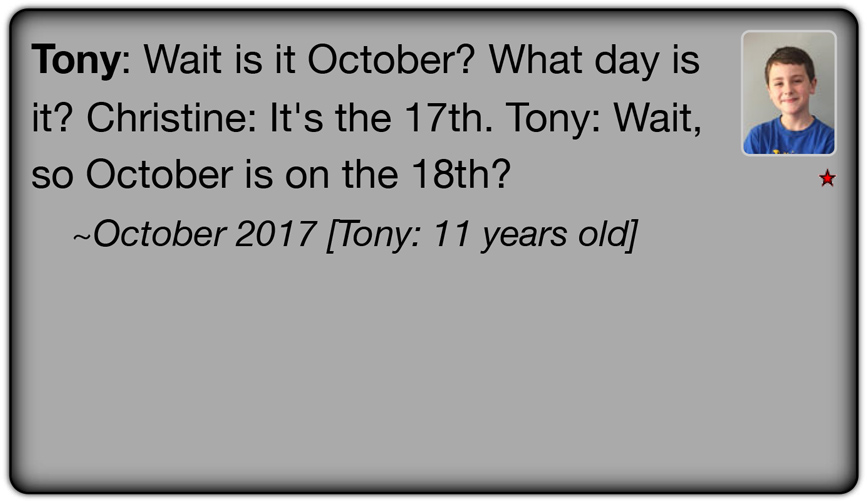 Tony: Wait is it October? What day is
it? Christine: It's the 17th. Tony: Wait,
so October is on the 18th?
~October 2017 [Tony: 11 years old]